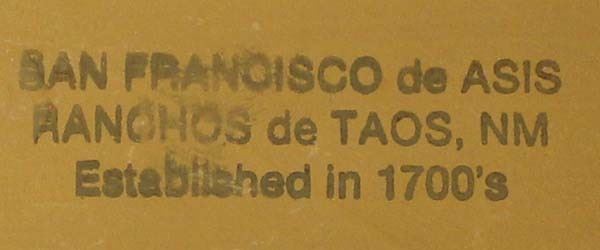 SAN FRANCISCO de ASIS
RANCHOS de TAOS, NM
Established in 1700's